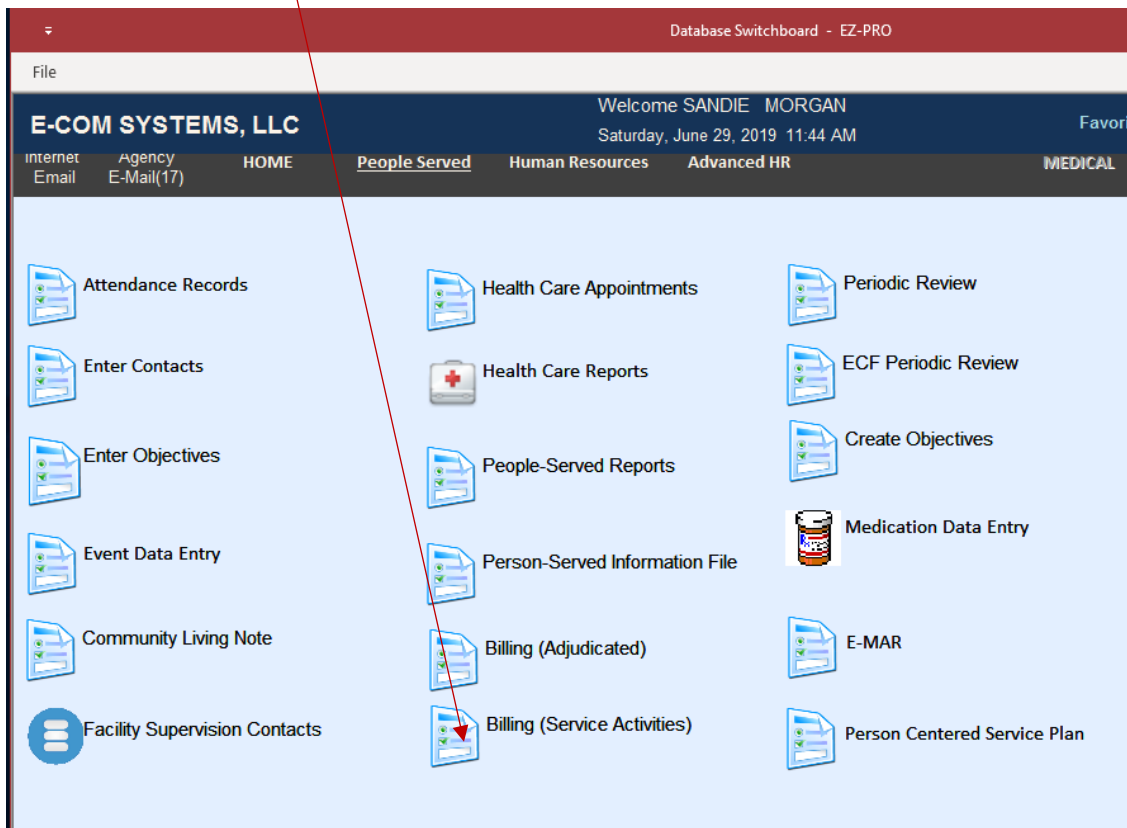 Database Switchboard - EZ-PRO
File
E-COM SYSTEMS, LLC
Welcome SANDIE MORGAN
Saturday, June 29, 2019 11:44 AM
Favori
Internet Email
Agency E-Mail(17)
HOME
People Served
Human Resources
Advanced HR
MEDICAL
Attendance Records
Health Care Appointments
Periodic Review
Enter Contacts
Health Care Reports
ECF Periodic Review
Enter Objectives
People-Served Reports
Create Objectives
Event Data Entry
Person-Served Information File
Medication Data Entry
Community Living Note
Billing (Adjudicated)
E-MAR
Facility Supervision Contacts
Billing (Service Activities)
Person Centered Service Plan